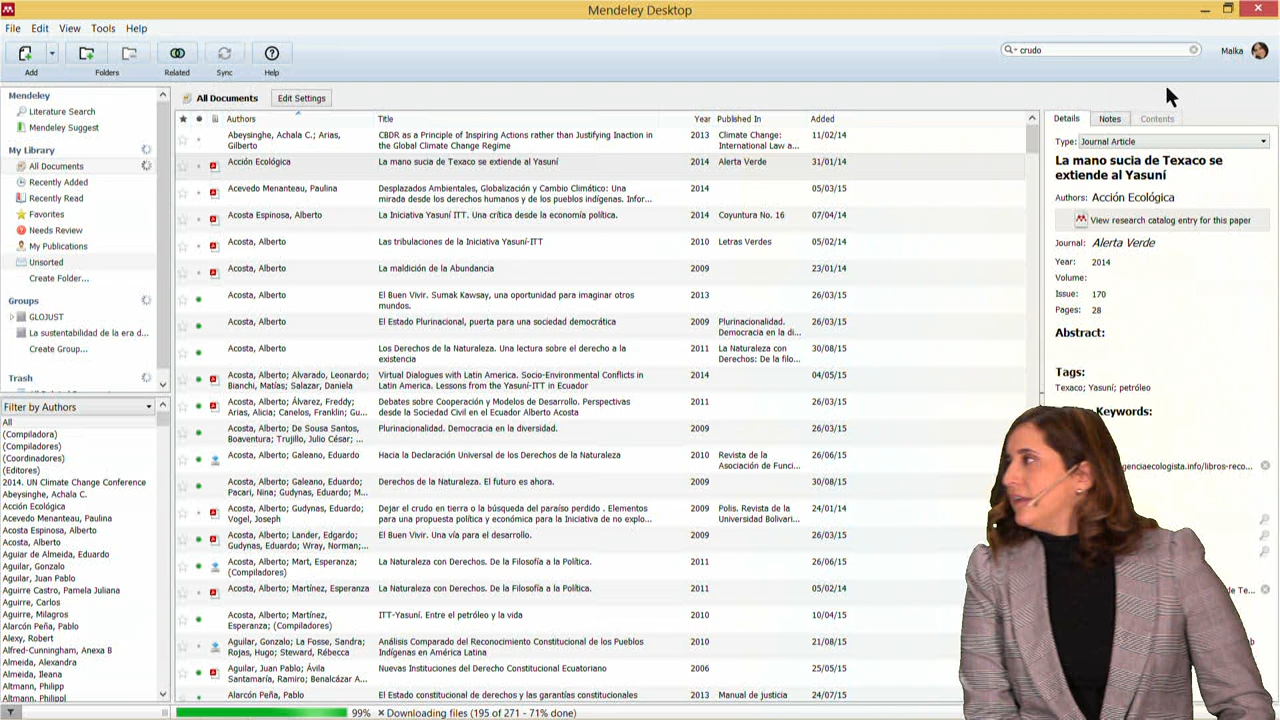 Mendeley Desktop
File Edit View Tools Help
crudo
Malka
Add Folders Related Sync Help
Mendeley
Literature Search
Mendeley Suggest
My Library
All Documents
Recently Added
Recently Read
Favorites
Needs Review
My Publications
Unsorted
Create Folder...
Groups
GLOJUST
La sustentabilidad de la era d...
Create Group...
Trash
Filter by Authors
All
(Compiladora)
(Compiladores)
(Coordinadores)
(Editores)
2014. UN Climate Change Conference
Abeysinghe, Achala C.
Acción Ecológica
Acevedo Menanteau, Paulina
Acosta Espinosa, Alberto
Acosta, Alberto
Aguiar de Almeida, Eduardo
Aguilar, Gonzalo
Aguilar, Juan Pablo
Aguirre Castro, Pamela Juliana
Aguirre, Carlos
Aguirre, Milagros
Alarcón Peña, Pablo
Alexy, Robert
Alfred-Cunningham, Anexa B
Almeida, Alexandra
Almeida, Ileana
Altmann, Philipp
Altmann, Philipol
All Documents Edit Settings
Authors Title Year Published In Added
Abeysinghe, Achala C.; Arias, CBDR as a Principle of Inspiring Actions rather than Justifying Inaction in 2013 Climate Change: 11/02/14
Gilberto the Global Climate Change Regime International Law a...
Acción Ecológica La mano sucia de Texaco se extiende al Yasuní 2014 Alerta Verde 31/01/14
Acevedo Menanteau, Paulina Desplazados Ambientales, Globalización y Cambio Climático: Una 2014 05/03/15
mirada desde los derechos humanos y de los pueblos indígenas. Infor...
Acosta Espinosa, Alberto La Iniciativa Yasuní ITT. Una crítica desde la economía política. 2014 Coyuntura No. 16 07/04/14
Acosta, Alberto Las tribulaciones de la Iniciativa Yasuní-ITT 2010 Letras Verdes 05/02/14
Acosta, Alberto La maldición de la Abundancia 2009 23/01/14
Acosta, Alberto El Buen Vivir. Sumak Kawsay, una oportunidad para imaginar otros 2013 26/03/15
mundos.
Acosta, Alberto El Estado Plurinacional, puerta para una sociedad democrática 2009 Plurinacionalidad. 26/03/15
Democracia en la di...
Acosta, Alberto Los Derechos de la Naturaleza. Una lectura sobre el derecho a la 2011 La Naturaleza con 30/08/15
existencia Derechos: De la filo...
Acosta, Alberto; Alvarado, Leonardo; Virtual Dialogues with Latin America. Socio-Environmental Conflicts in 2014 04/05/15
Bianchi, Matías; Salazar, Daniela Latin America. Lessons from the Yasuní-ITT in Ecuador
Acosta, Alberto; Álvarez, Freddy; Debates sobre Cooperación y Modelos de Desarrollo. Perspectivas 2011 26/03/15
Arias, Alicia; Canelos, Franklin; Gu... desde la Sociedad Civil en el Ecuador Alberto Acosta
Acosta, Alberto; De Sousa Santos, Plurinacionalidad. Democracia en la diversidad. 2009 26/03/15
Boaventura; Trujillo, Julio César; ...
Acosta, Alberto; Galeano, Eduardo Hacia la Declaración Universal de los Derechos de la Naturaleza 2010 Revista de la 26/06/15
Asociación de Funci...
Acosta, Alberto; Galeano, Eduardo; Derechos de la Naturaleza. El futuro es ahora. 2009 30/08/15
Pacari, Nina; Gudynas, Eduardo; M...
Acosta, Alberto; Gudynas, Eduardo; Dejar el crudo en tierra o la búsqueda del paraíso perdido . Elementos 2009 Polis. Revista de la 24/01/14
Vogel, Joseph para una propuesta política y económica para la Iniciativa de no explo... Universidad Bolivari...
Acosta, Alberto; Lander, Edgardo; El Buen Vivir. Una vía para el desarrollo. 2009 26/03/15
Gudynas, Eduardo; Wray, Norman;...
Acosta, Alberto; Mart, Esperanza; La Naturaleza con Derechos. De la Filosofía a la Política. 2011 26/06/15
(Compiladores)
Acosta, Alberto; Martínez, Esperanza La Naturaleza con Derechos. De la Filosofía a la Política. 2011 05/02/14
Acosta, Alberto; Martínez, ITT-Yasuní. Entre el petróleo y la vida 2010 10/04/15
Esperanza; (Compiladores)
Aguilar, Gonzalo; La Fosse, Sandra; Análisis Comparado del Reconocimiento Constitucional de los Pueblos 2010 21/08/15
Rojas, Hugo; Steward, Rébecca Indígenas en América Latina
Aguilar, Juan Pablo; Ávila Nuevas Instituciones del Derecho Constitucional Ecuatoriano 2006 25/05/15
Santamaría, Ramiro; Benalcázar A...
Alarcón Peña, Pablo El Estado constitucional de derechos y las garantías constitucionales 2013 Manual de justicia 24/07/15
Details Notes Contents
Type: Journal Article
La mano sucia de Texaco se
extiende al Yasuní
Authors: Acción Ecológica
View research catalog entry for this paper
Journal: Alerta Verde
Year: 2014
Volume:
Issue: 170
Pages: 28
Abstract:
Tags:
Texaco; Yasuní; petróleo
Keywords:
genciaecologista.info/libros-reco...
de Te...
99% Downloading files (195 of 271 - 71% done)